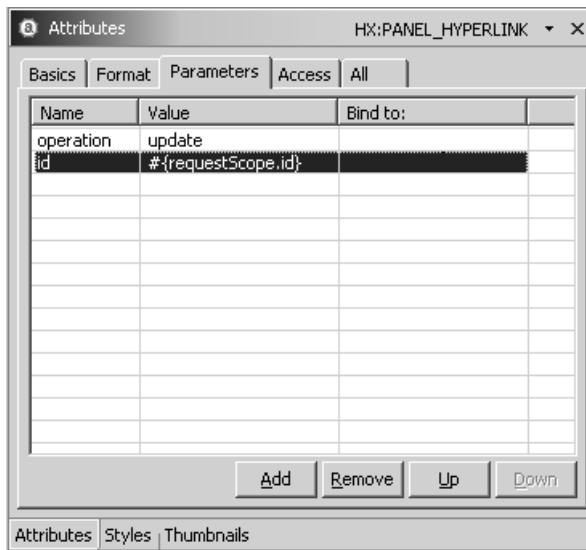 Attributes HX:PANEL_HYPERLINK
Basics Format Parameters Access All
Name Value Bind to:
operation update
id #{requestScope.id}
Add Remove Up Down
Attributes Styles Thumbnails